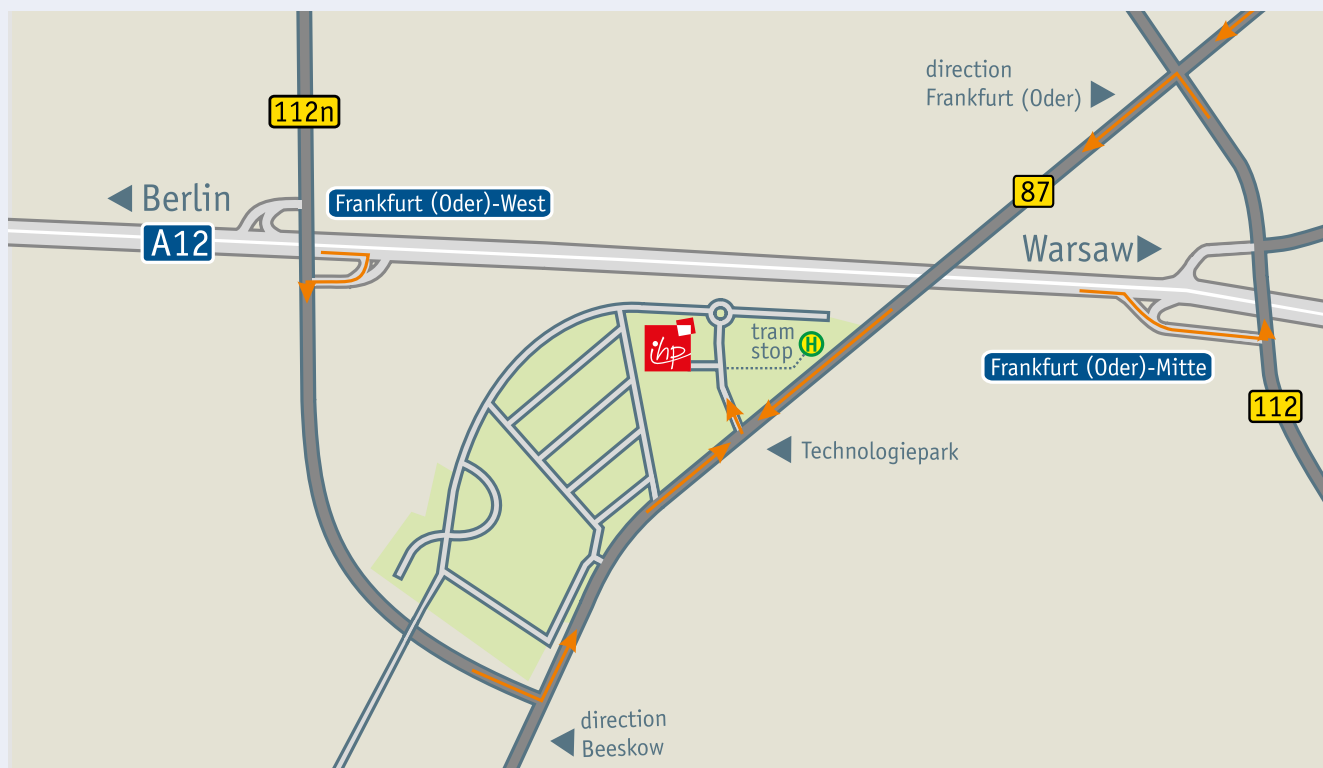 direction
Frankfurt (Oder)
112n
87
Berlin
Frankfurt (Oder)-West
A12
Warsaw
tram
stop
H
ihp
Frankfurt (Oder)-Mitte
112
Technologiepark
direction
Beeskow